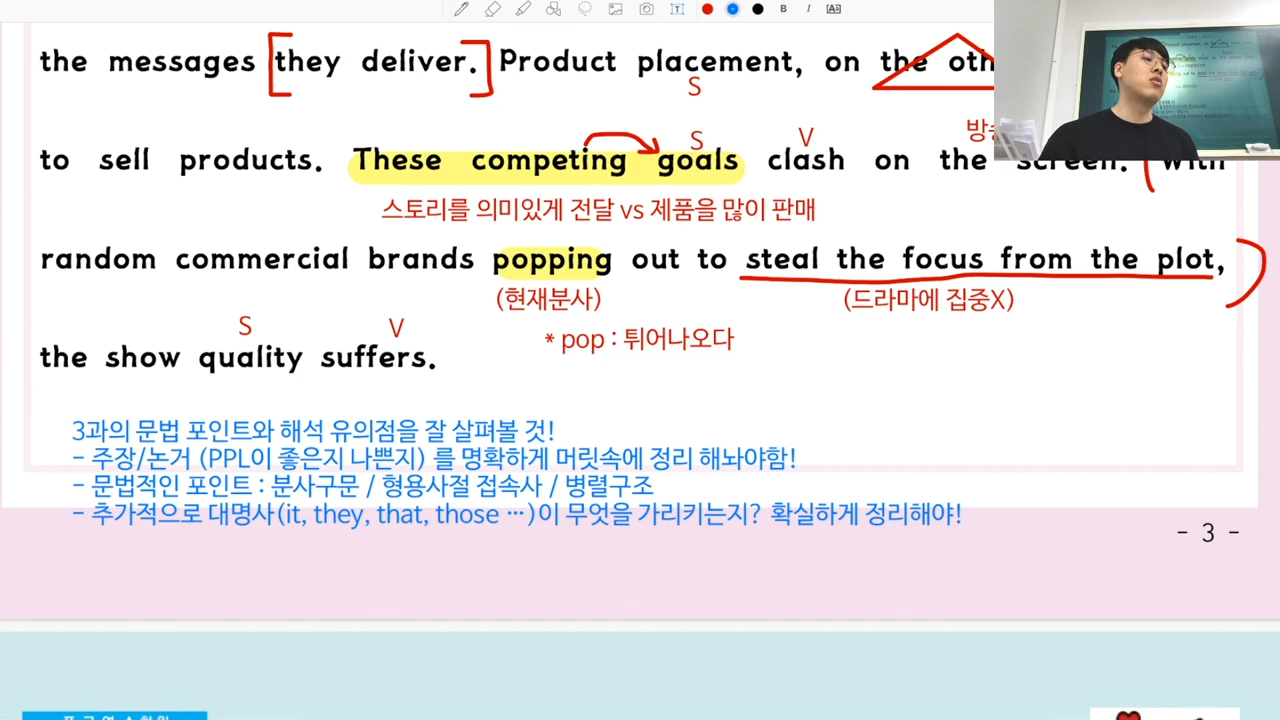 B I A
the messages [they deliver.] Product placement, on the
S
S V
to sell products. These competing goals clash on the screen. With
스토리를 의미있게 전달 vs 제품을 많이 판매
random commercial brands popping out to steal the focus from the plot,
(현재분사) (드라마에 집중X)
* pop : 튀어나오다
S V
the show quality suffers.
3과의 문법 포인트와 해석 유의점을 잘 살펴볼 것!
- 주장/논거 (PPL이 좋은지 나쁜지) 를 명확하게 머릿속에 정리 해놔야함!
- 문법적인 포인트 : 분사구문 / 형용사절 접속사 / 병렬구조
- 추가적으로 대명사(it, they, that, those ...)이 무엇을 가리키는지? 확실하게 정리해야!
- 3 -